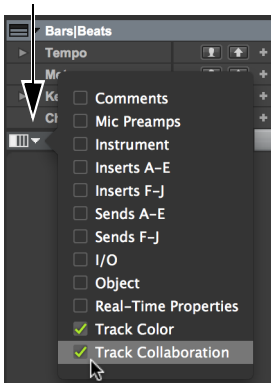 Bars|Beats
Tempo
Comments
Mic Preamps
Instrument
Inserts A-E
Inserts F-J
Sends A-E
Sends F-J
I/O
Object
Real-Time Properties
Track Color
Track Collaboration